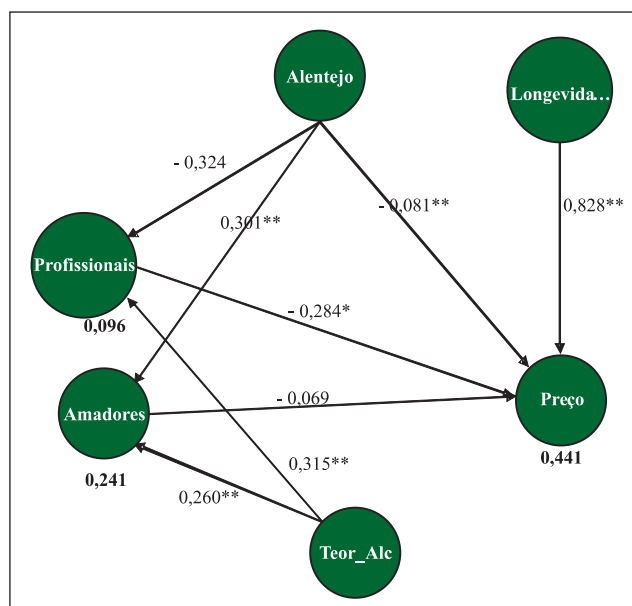 Alentejo
Longevida...
- 0,324
0,301**
- 0,081**
0,828**
Profissionais
0,096
- 0,284*
Amadores
- 0,069
Preço
0,241
0,441
0,315**
0,260**
Teor_Alc